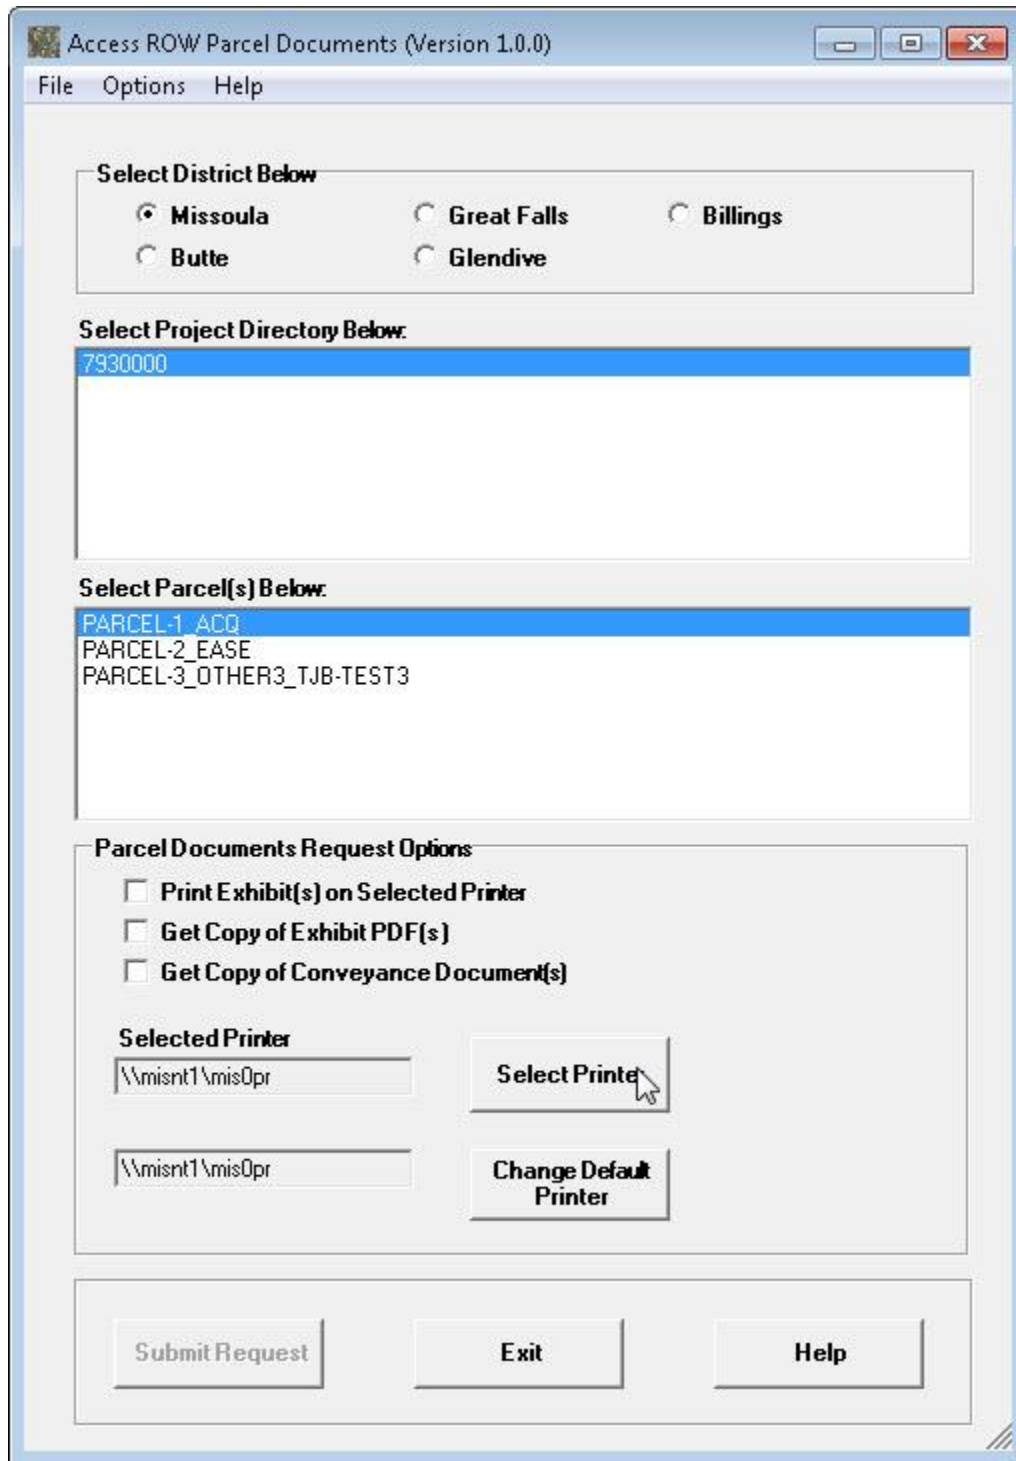 Access ROW Parcel Documents (Version 1.0.0)
File Options Help
Select District Below
Missoula Great Falls Billings
Butte Glendive
Select Project Directory Below:
7930000
Select Parcel(s) Below:
PARCEL-1_ACQ
PARCEL-2_EASE
PARCEL-3_OTHER3_TJB-TEST3
Parcel Documents Request Options
Print Exhibit(s) on Selected Printer
Get Copy of Exhibit PDF(s)
Get Copy of Conveyance Document(s)
Selected Printer
\\misnt1\mis0pr Select Printer
\\misnt1\mis0pr Change Default
Printer
Submit Request Exit Help